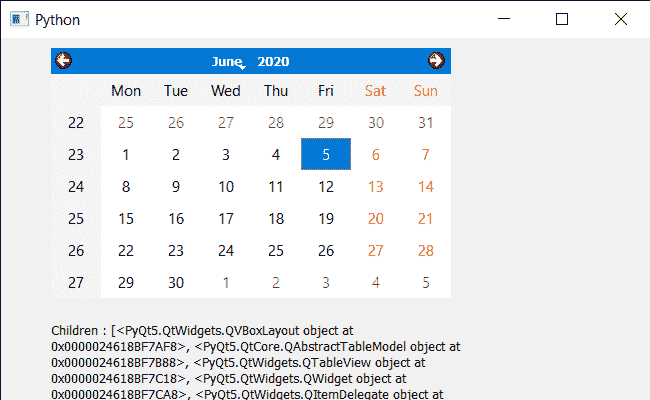 Python
June 2020
Mon Tue Wed Thu Fri Sat Sun
22 25 26 27 28 29 30 31
23 1 2 3 4 5 6 7
24 8 9 10 11 12 13 14
25 15 16 17 18 19 20 21
26 22 23 24 25 26 27 28
27 29 30 1 2 3 4 5
Children : [<PyQt5.QtWidgets.QVBoxLayout object at
0x0000024618BF7AF8>, <PyQt5.QtCore.QAbstractTableModel object at
0x0000024618BF7B88>, <PyQt5.QtWidgets.QTableView object at
0x0000024618BF7C18>, <PyQt5.QtWidgets.QWidget object at
0x0000024618BF7CA8>, <PyQt5.QtWidgets.QItemDelegate object at